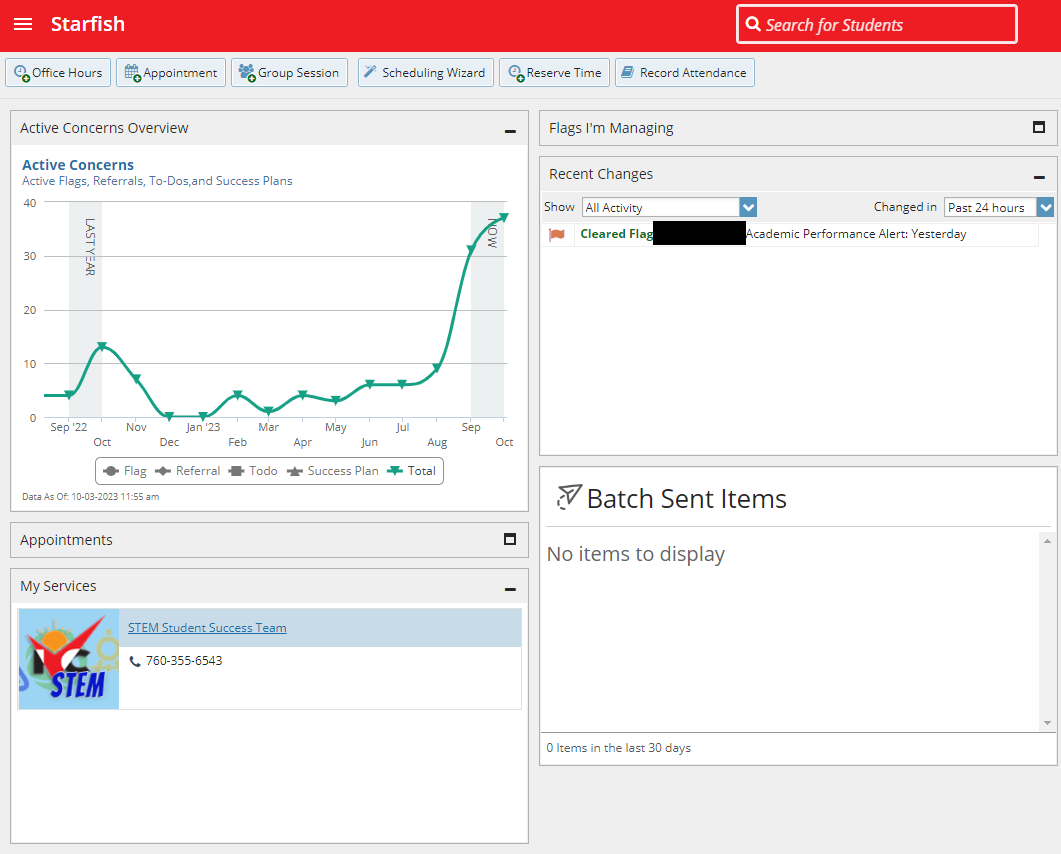 Starfish
Search for Students
Office Hours
Appointment
Group Session
Scheduling Wizard
Reserve Time
Record Attendance
Active Concerns Overview
Active Concerns
Active Flags, Referrals, To-Dos,and Success Plans
40
30
20
10
0
LAST YEAR
NOW
Sep '22
Oct
Nov
Dec
Jan '23
Feb
Mar
Apr
May
Jun
Jul
Aug
Sep
Oct
Flag
Referral
Todo
Success Plan
Total
Data As Of: 10-03-2023 11:55 am
Appointments
My Services
IVC
STEM
STEM Student Success Team
760-355-6543
Flags I'm Managing
Recent Changes
Show All Activity Changed in Past 24 hours
Cleared Flag Academic Performance Alert: Yesterday
Batch Sent Items
No items to display
0 Items in the last 30 days